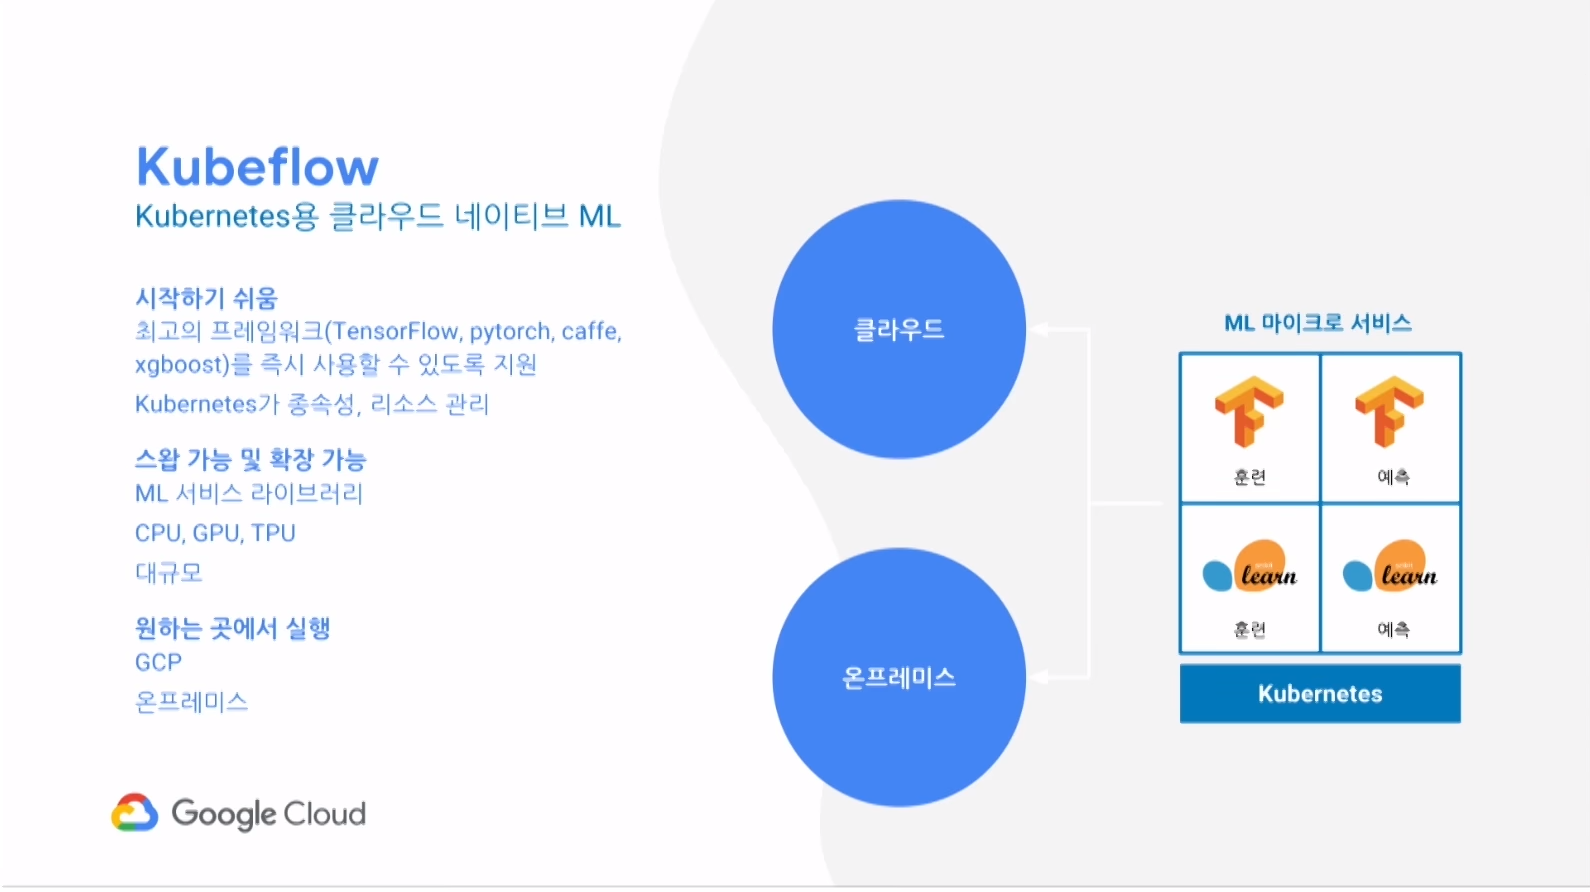 Kubeflow
Kubernetes용 클라우드 네이티브 ML
시작하기 쉬움
최고의 프레임워크(TensorFlow, pytorch, caffe,
xgboost)를 즉시 사용할 수 있도록 지원
Kubernetes가 종속성, 리소스 관리
스왑 가능 및 확장 가능
ML 서비스 라이브러리
CPU, GPU, TPU
대규모
원하는 곳에서 실행
GCP
온프레미스
Google Cloud
클라우드
온프레미스
ML 마이크로 서비스
훈련
예측
learn
learn
훈련
예측
Kubernetes